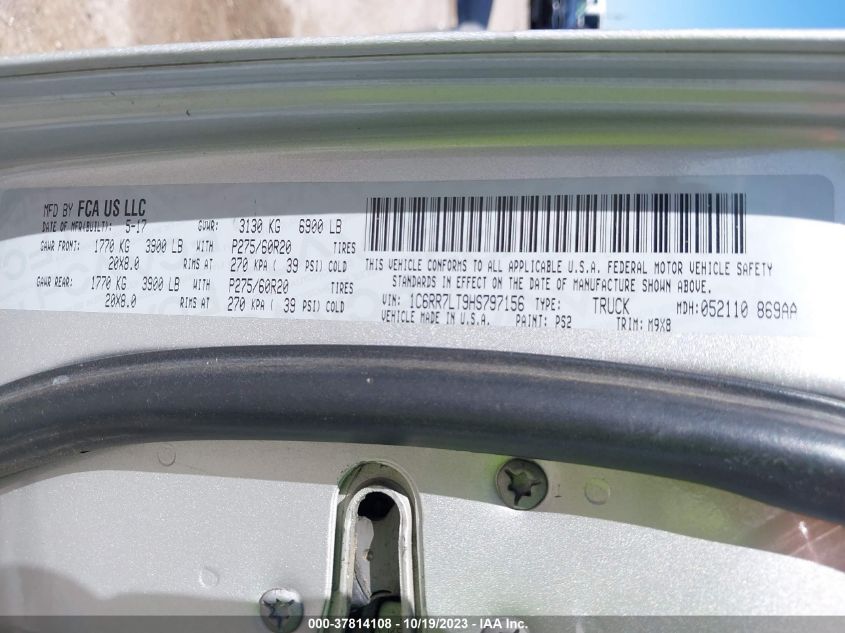 MFD BY FCA US LLC
DATE OF MFR(BUILT): 5-17 GVWR: 3130 KG 6900 LB
GAWR FRONT: 1770 KG 3900 LB WITH P275/60R20 TIRES
20X8.0 RIMS AT 270 KPA ( 39 PSI) COLD
GAWR REAR: 1770 KG 3900 LB WITH P275/60R20 TIRES
20X8.0 RIMS AT 270 KPA ( 39 PSI) COLD
THIS VEHICLE CONFORMS TO ALL APPLICABLE U.S.A. FEDERAL MOTOR VEHICLE SAFETY
STANDARDS IN EFFECT ON THE DATE OF MANUFACTURE SHOWN ABOVE.
VIN: 1C6RR7LT9HS797156 TYPE: TRUCK MDH: 052110 869AA
VEHICLE MADE IN U.S.A. PAINT: PS2 TRIM: M9X8
000-37814108 - 10/19/2023 - IAA Inc.